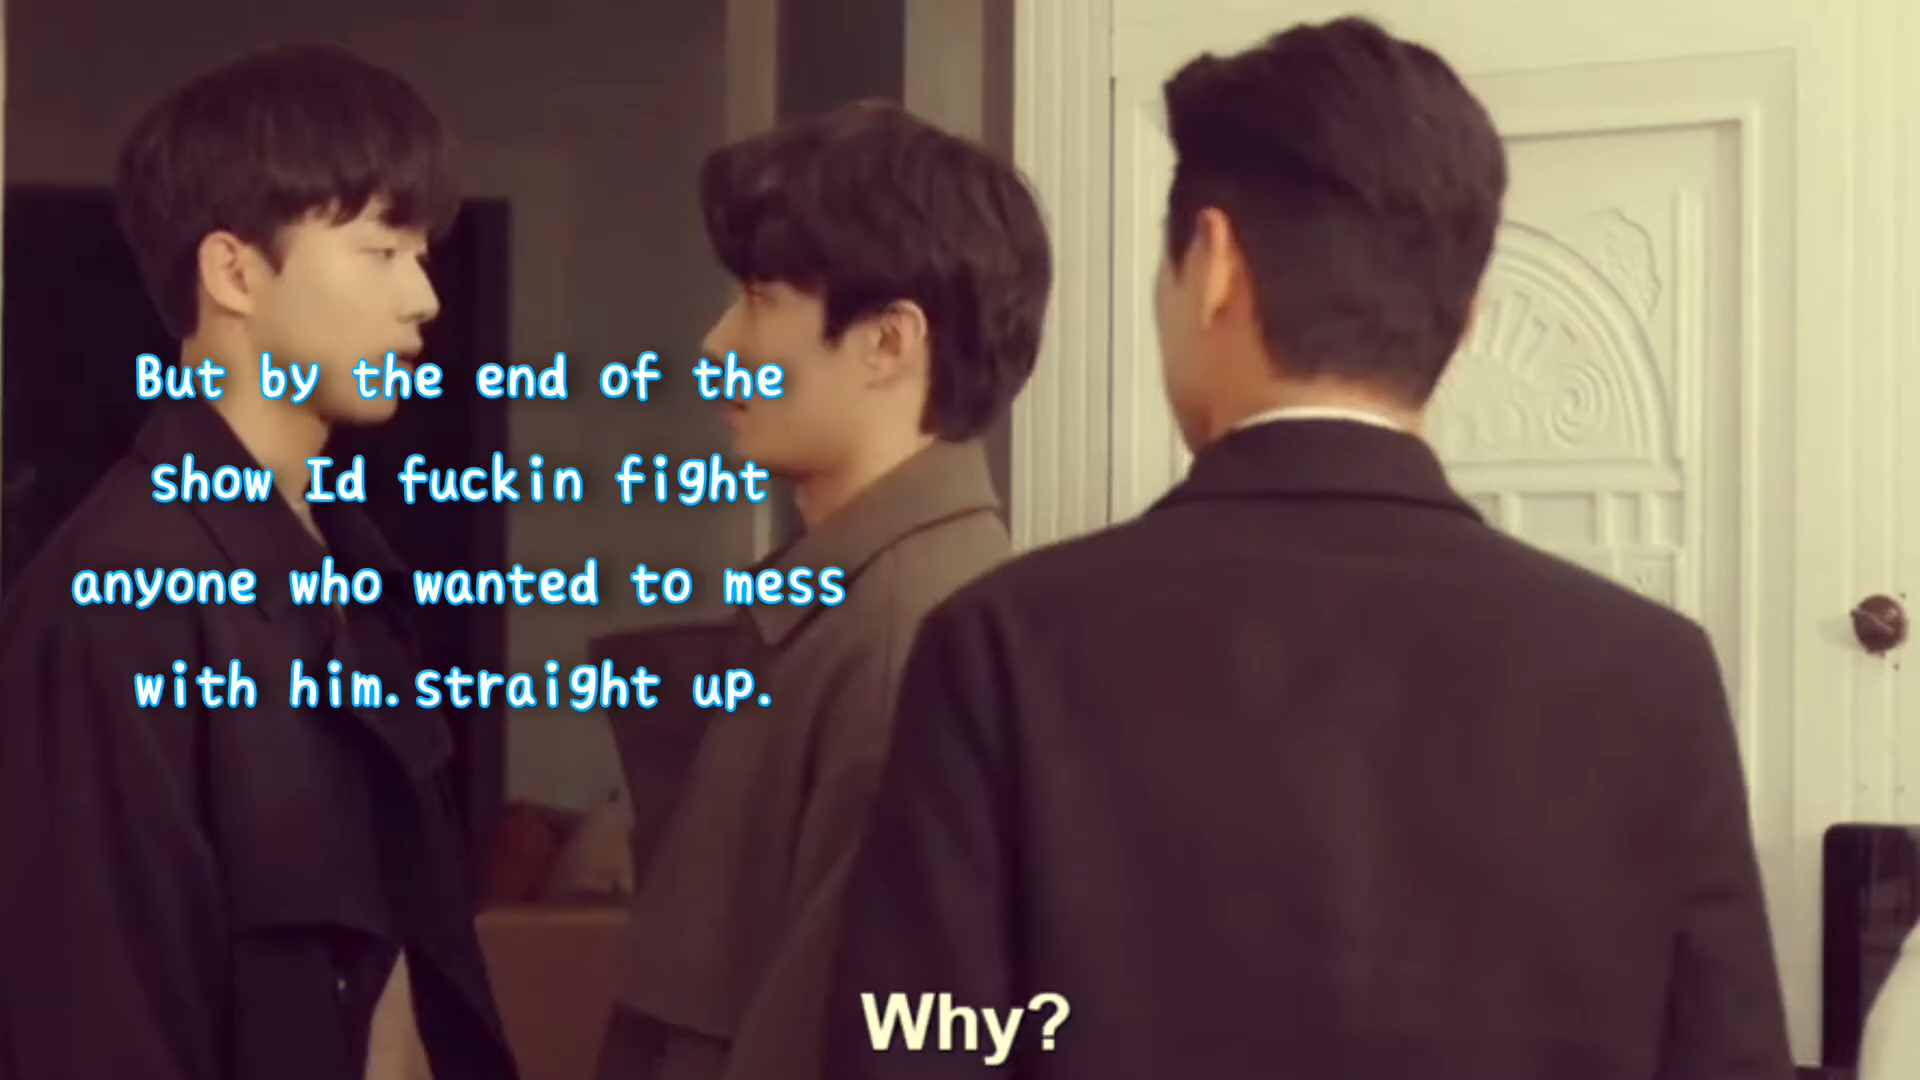 But by the end of the
show Id fuckin fight
anyone who wanted to mess
with him.straight up.
Why?